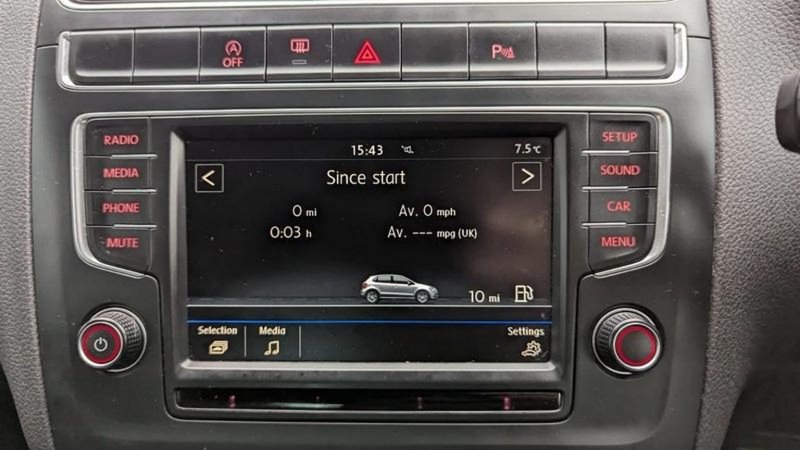 A OFF
P
RADIO
MEDIA
PHONE
MUTE
15:43 7.5°C
< Since start >
0 mi Av. 0 mph
0:03 h Av. --- mpg (UK)
10 mi
Selection Media Settings
SETUP
SOUND
CAR
MENU